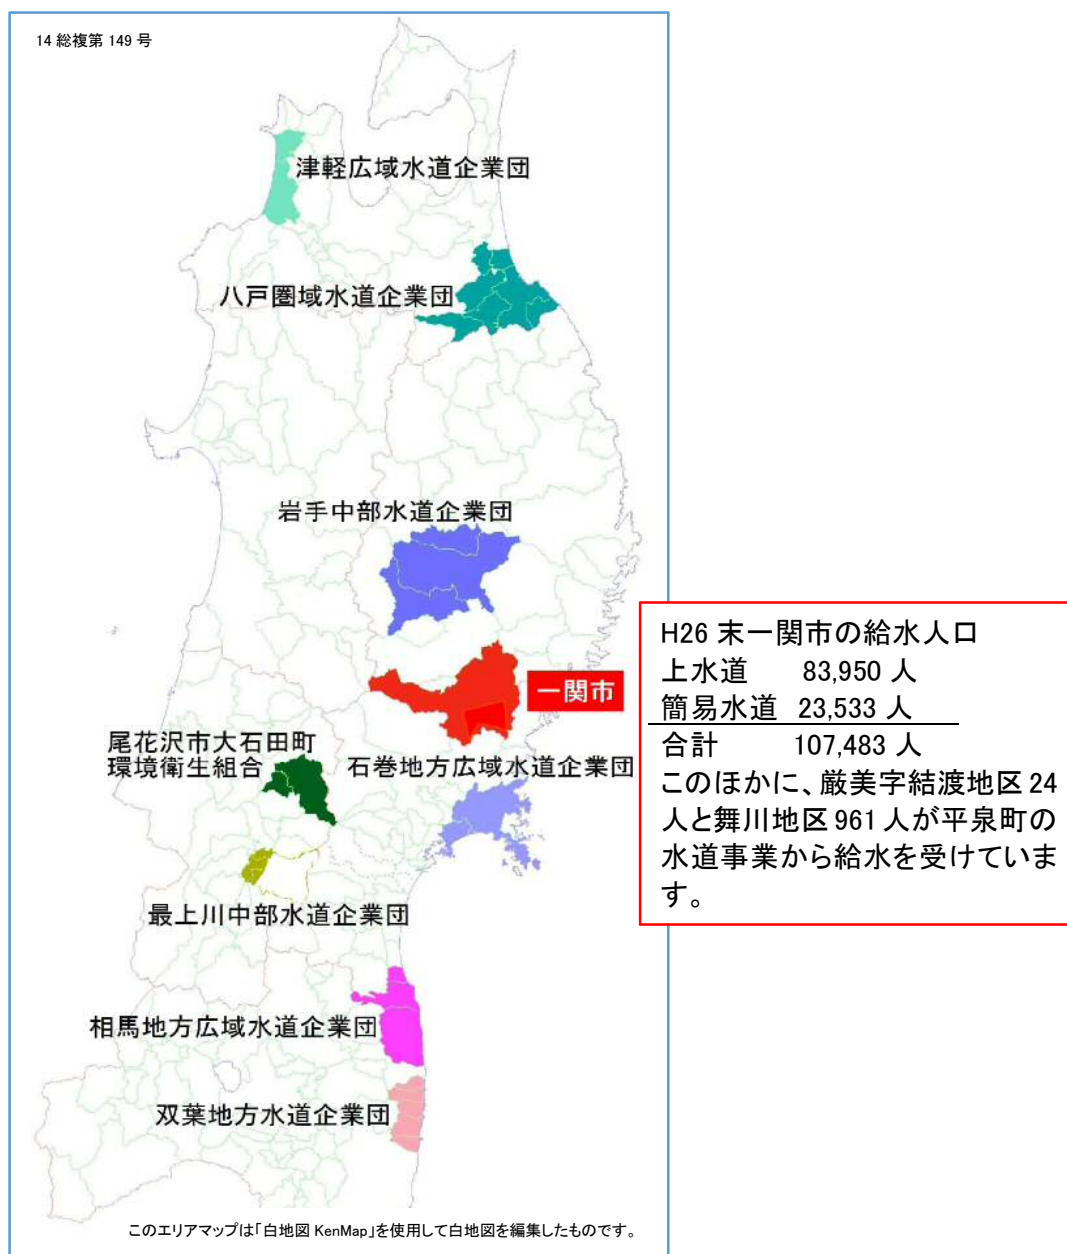 14 総複第 149 号
津軽広域水道企業団
八戸圏域水道企業団
岩手中部水道企業団
一関市
尾花沢市大石田町
環境衛生組合
石巻地方広域水道企業団
最上川中部水道企業団
相馬地方広域水道企業団
双葉地方水道企業団
このエリアマップは「白地図 KenMap」を使用して白地図を編集したものです。
H26 末一関市の給水人口
上水道 83,950 人
簡易水道 23,533 人
合計 107,483 人
このほかに、厳美字結渡地区 24
人と舞川地区 961 人が平泉町の
水道事業から給水を受けていま
す。